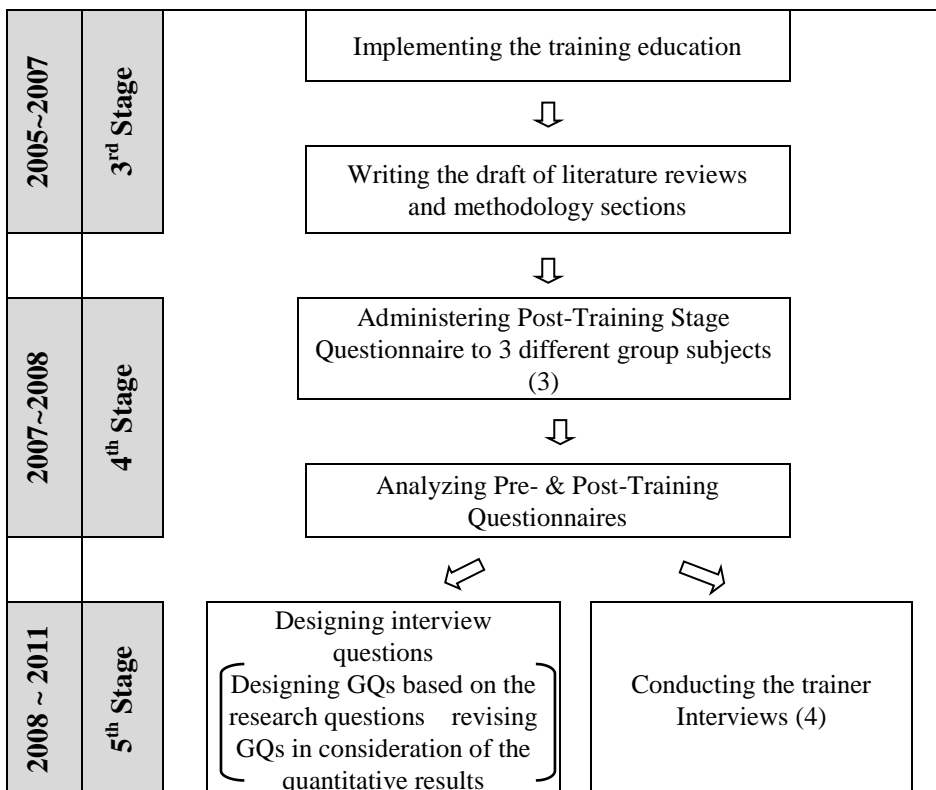 2005~2007
3rd Stage
Implementing the training education
Writing the draft of literature reviews
and methodology sections
2007~2008
4th Stage
Administering Post-Training Stage
Questionnaire to 3 different group subjects
(3)
Analyzing Pre- & Post-Training
Questionnaires
2008 ~ 2011
5th Stage
Designing interview
questions
Designing GQs based on the
research questions revising
GQs in consideration of the
quantitative results
Conducting the trainer
Interviews (4)